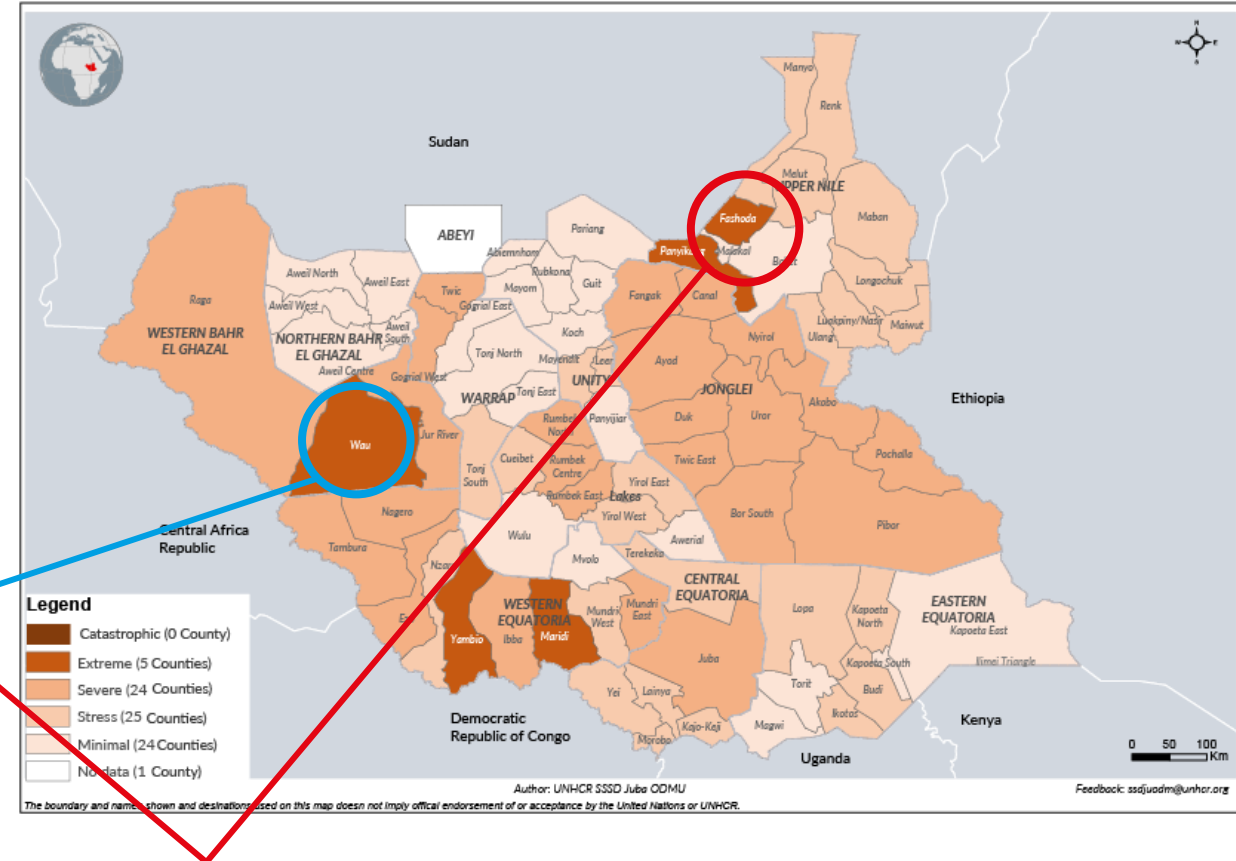 N
W E
S
Manyo
Renk
Sudan
Melut
UPPER NILE
Fashoda
Maban
Pariang
ABEYI
Abiemnhom
Panyikang
Malakal
Baliet
Aweil North
Aweil East
Rubkona
Guit
Longochuk
Raga
Twic
Mayom
Fangak
Canal
Aweil West
Gogrial East
Luakpiny/Nasir
Maiwut
WESTERN BAHR
EL GHAZAL
NORTHERN BAHR
EL GHAZAL
Aweil
South
Koch
Nyirol
Ulang
Tonj North
Mayendit
Leer
Ayod
Aweil Centre
Gogrial West
UNITY
JONGLEI
WARRAP
Tonj East
Akobo
Ethiopia
Rumbek
North
Panyijiar
Duk
Uror
Jur River
Wau
Pochalla
Cueibet
Rumbek
Centre
Twic East
Tonj
South
Yirol East
Rumbek East
Lakes
Nagero
Yirol West
Bor South
Pibor
Central Africa
Republic
Wulu
Awerial
Tambura
Mvolo
Terekeka
CENTRAL
EQUATORIA
Legend
WESTERN
EQUATORIA
Mundri
West
Mundri
East
Lopa
Kapoeta
North
EASTERN
EQUATORIA
Kapoeta East
Catastrophic (0 County)
Yambio
Ibba
Maridi
Extreme (5 Counties)
Juba
Kapoeta South
Ilimei Triangle
Severe (24 Counties)
Yei
Lainya
Torit
Budi
Stress (25 Counties)
Democratic
Republic of Congo
Kajo-Keji
Magwi
Ikotos
Kenya
Minimal (24 Counties)
Morobo
Uganda
0 50 100
Km
No data (1 County)
Author: UNHCR SSSD Juba ODMU
Feedback: ssdjuodm@unhcr.org
The boundary and names shown and desinations used on this map doesn not imply offical endorsement of or acceptance by the United Nations or UNHCR.